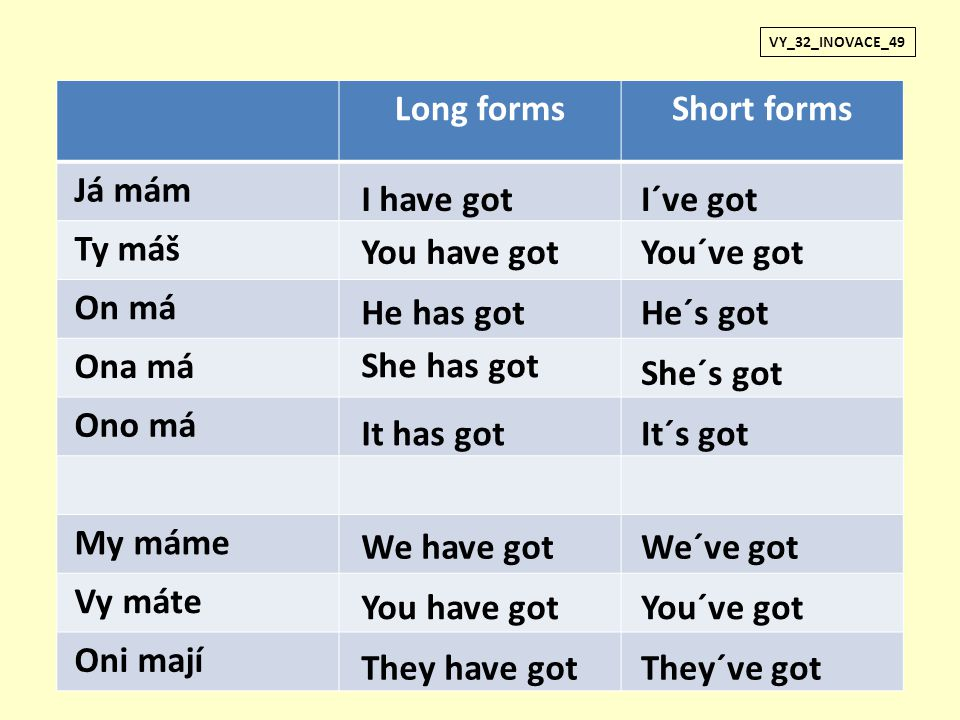 VY_32_INOVACE_49
Long forms Short forms
Já mám I have got I´ve got
Ty máš You have got You´ve got
On má He has got He´s got
Ona má She has got She´s got
Ono má It has got It´s got
My máme We have got We´ve got
Vy máte You have got You´ve got
Oni mají They have got They´ve got